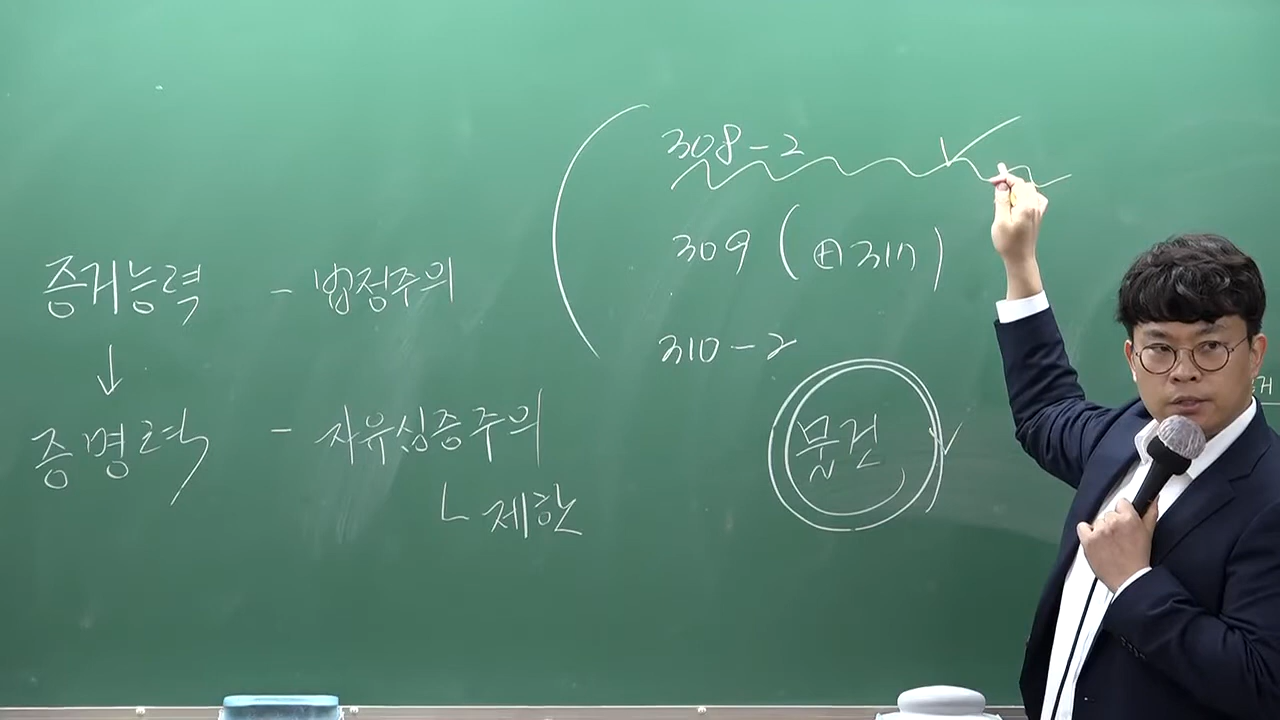 증거능력 - 법정주의
↓
증명력 - 자유심증주의
ㄴ 제한
308-2 ✓
309 (⊕ 317)
310-2
물건 ✓
거